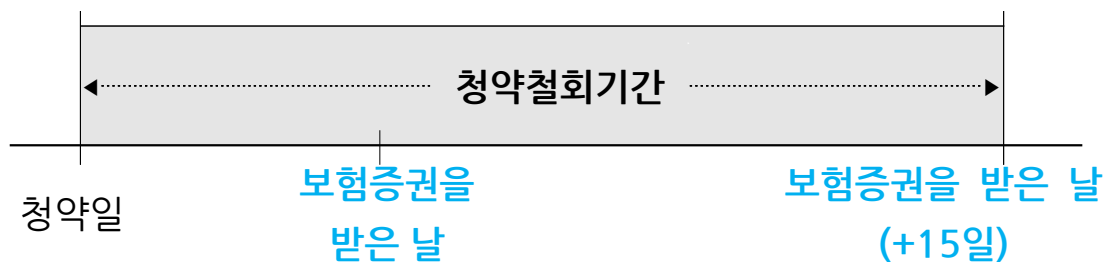 청약철회기간
청약일
보험증권을
받은 날
보험증권을 받은 날
(+15일)